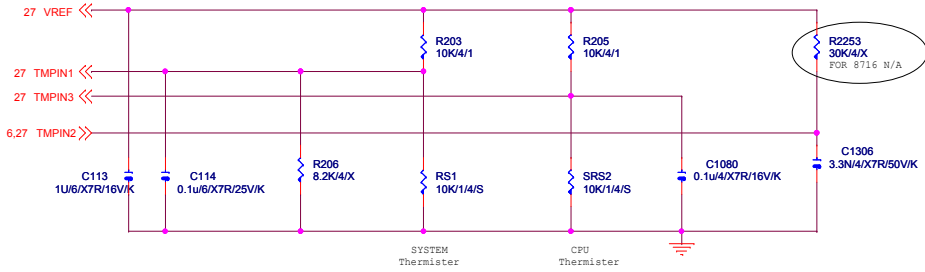 27 VREF
R203
10K/4/1
R205
10K/4/1
R2253
30K/4/X
FOR 8716 N/A
27 TMPIN1
27 TMPIN3
6,27 TMPIN2
C113
1U/6/X7R/16V/K
C114
0.1u/6/X7R/25V/K
R206
8.2K/4/X
RS1
10K/1/4/S
SRS2
10K/1/4/S
C1080
0.1u/4/X7R/16V/K
C1306
3.3N/4/X7R/50V/K
SYSTEM
Thermister
CPU
Thermister